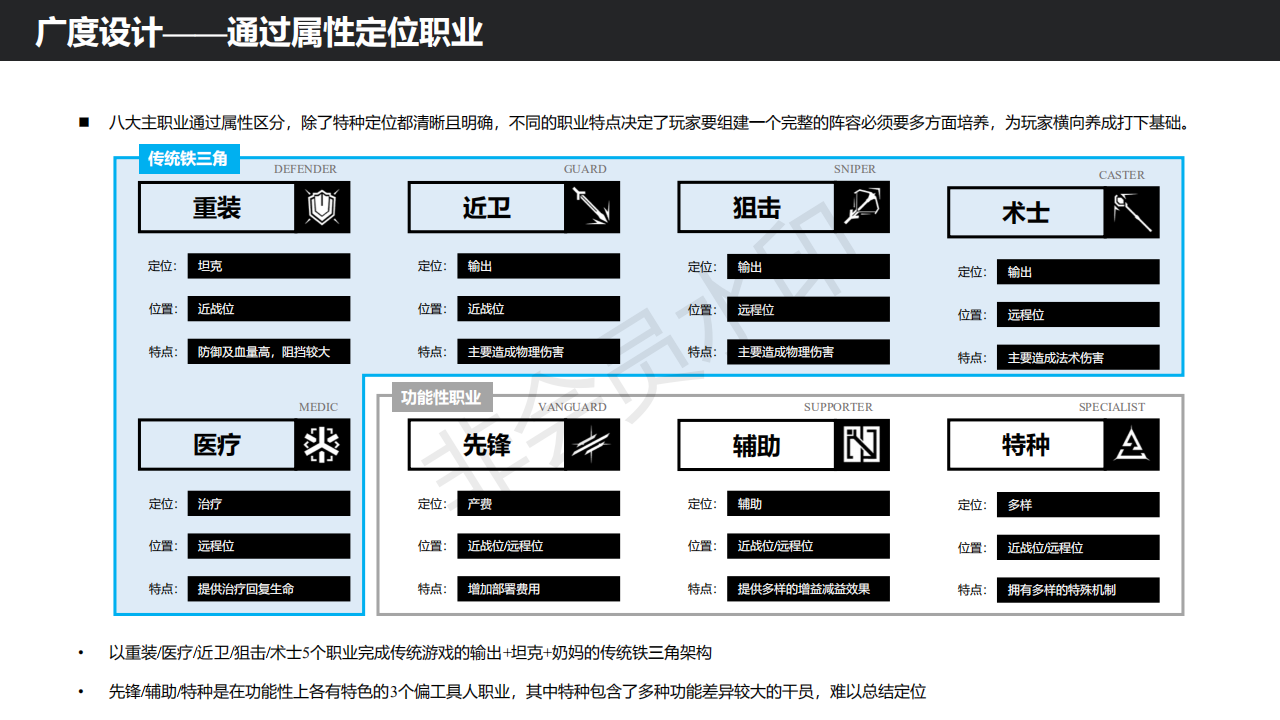 广度设计——通过属性定位职业
■ 八大主职业通过属性区分，除了特种定位都清晰且明确，不同的职业特点决定了玩家要组建一个完整的阵容必须要多方面培养，为玩家横向养成打下基础。
传统铁三角
DEFENDER
重装
定位： 坦克
位置： 近战位
特点： 防御及血量高，阻挡较大
GUARD
近卫
定位： 输出
位置： 近战位
特点： 主要造成物理伤害
SNIPER
狙击
定位： 输出
位置： 远程位
特点： 主要造成物理伤害
CASTER
术士
定位： 输出
位置： 远程位
特点： 主要造成法术伤害
MEDIC
医疗
定位： 治疗
位置： 远程位
特点： 提供治疗回复生命
功能性职业
VANGUARD
先锋
定位： 产费
位置： 近战位/远程位
特点： 增加部署费用
SUPPORTER
辅助
定位： 辅助
位置： 近战位/远程位
特点： 提供多样的增益减益效果
SPECIALIST
特种
定位： 多样
位置： 近战位/远程位
特点： 拥有多样的特殊机制
• 以重装/医疗/近卫/狙击/术士5个职业完成传统游戏的输出+坦克+奶妈的传统铁三角架构
• 先锋/辅助/特种是在功能性上各有特色的3个偏工具人职业，其中特种包含了多种功能差异较大的干员，难以总结定位
非会员水印